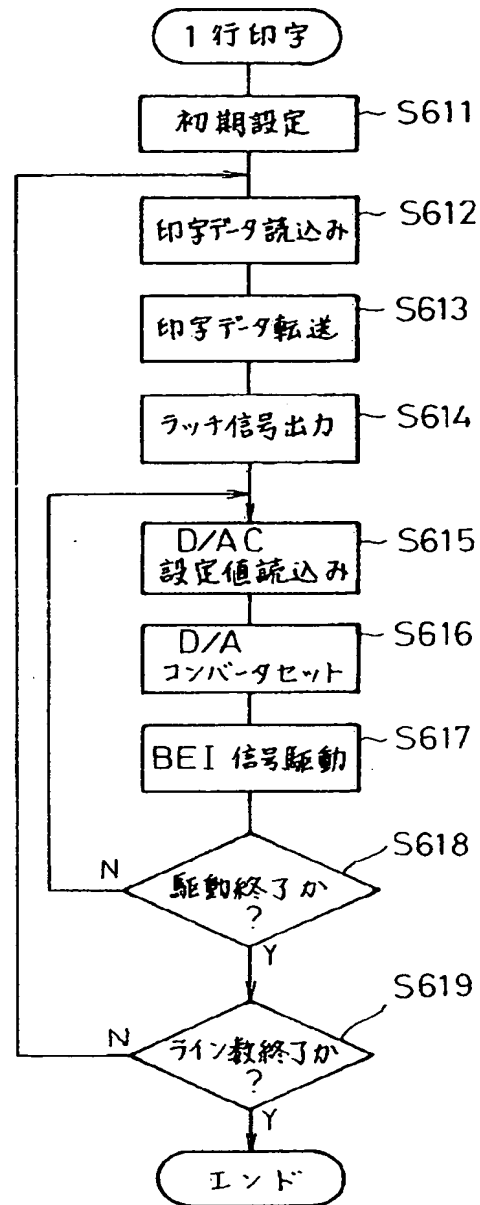 1行印字
初期設定
S611
印字データ読込み
S612
印字データ転送
S613
ラッチ信号出力
S614
D/AC
設定値読込み
S615
D/A
コンバータセット
S616
BEI 信号駆動
S617
駆動終了か
?
S618
N
Y
ライン数終了か
?
S619
N
Y
エンド